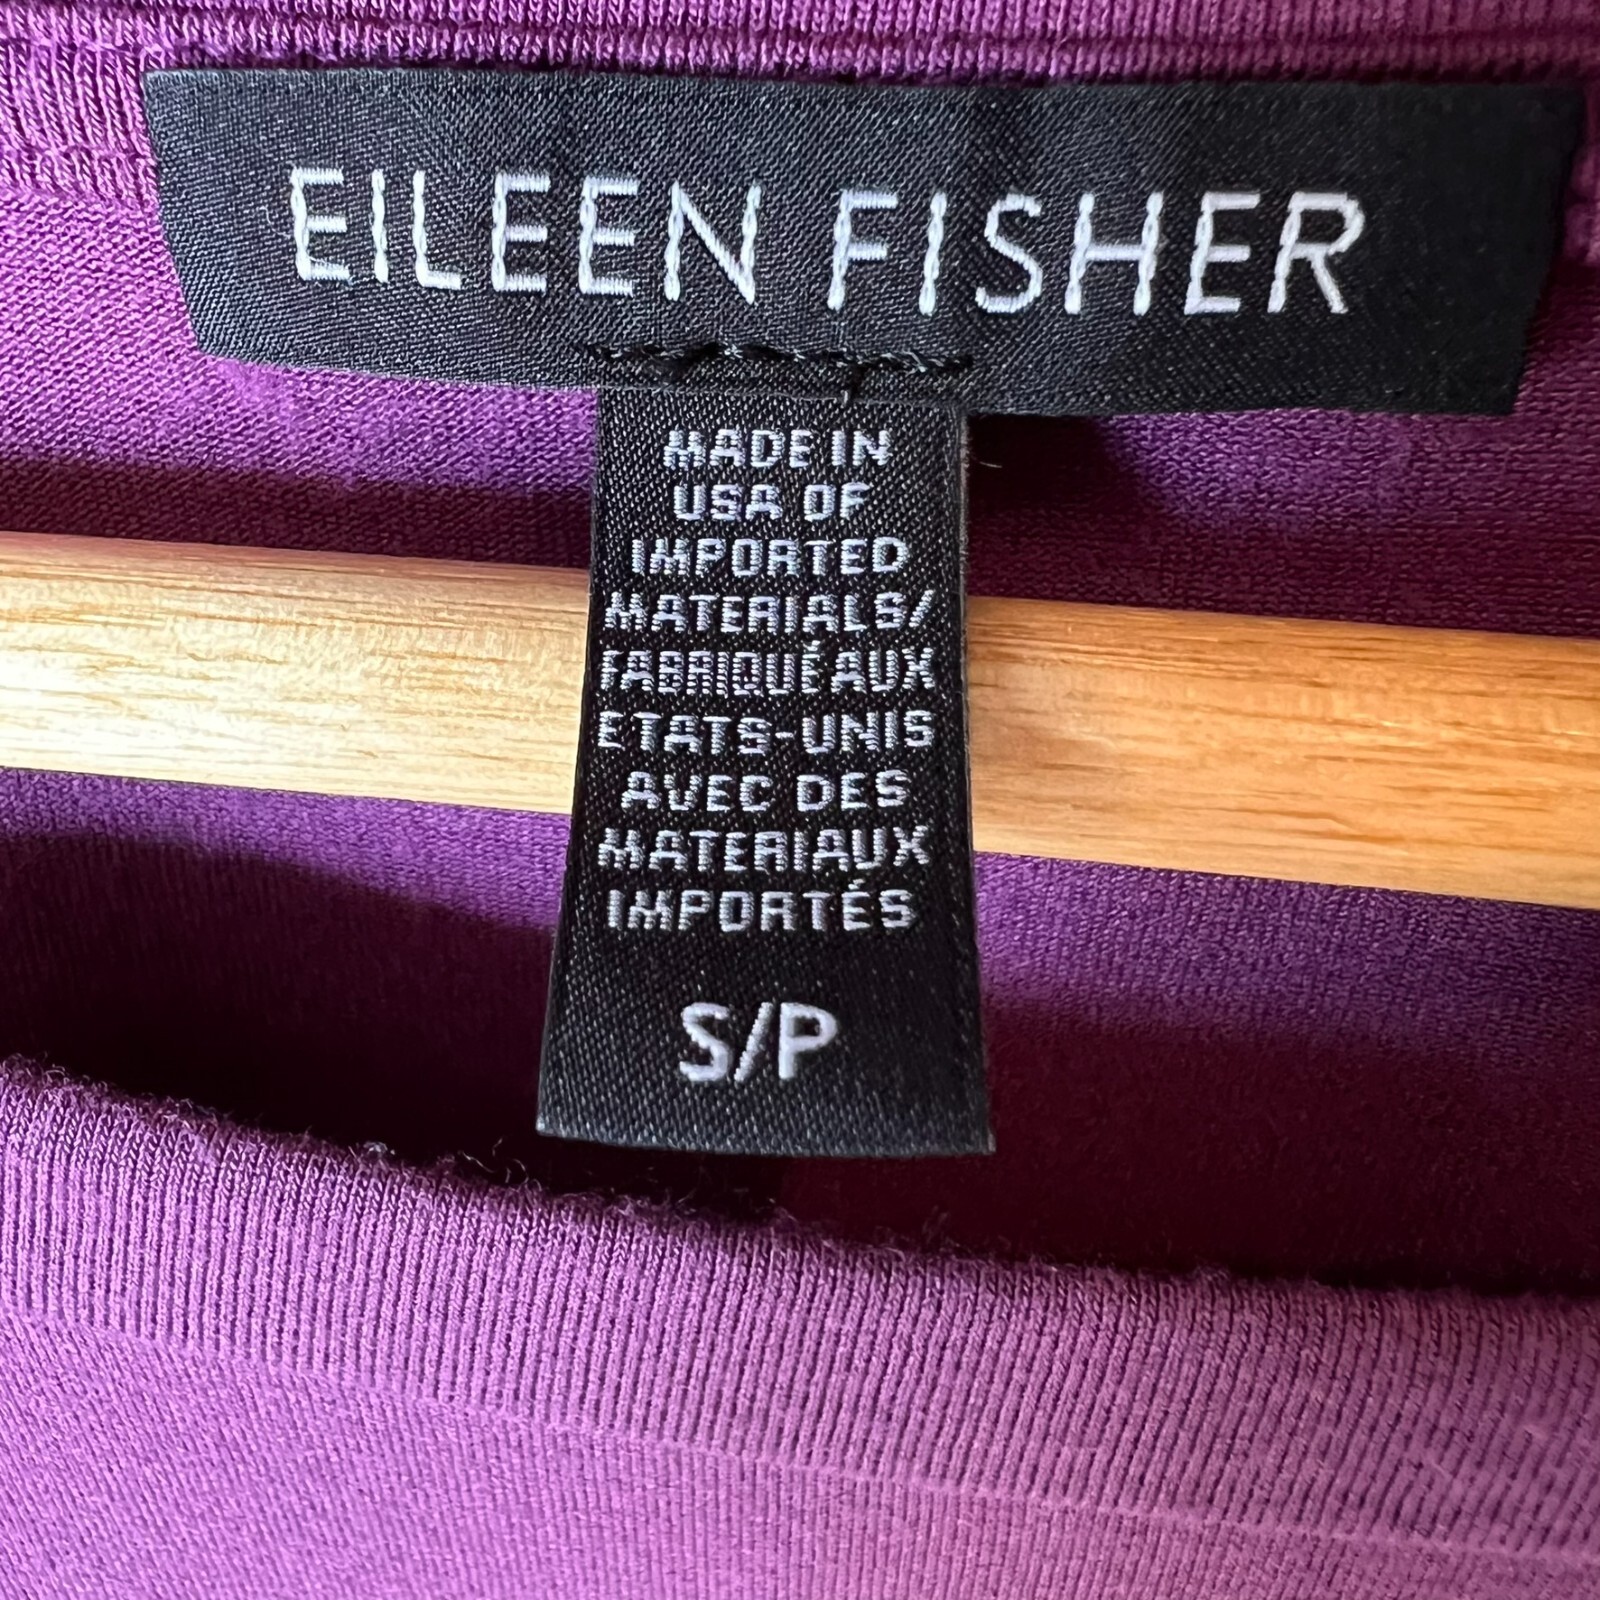 EILEEN FISHER
MADE IN
USA OF
IMPORTED
MATERIALS/
FABRIQUÉ AUX
ETATS-UNIS
AVEC DES
MATERIAUX
IMPORTÉS
S/P